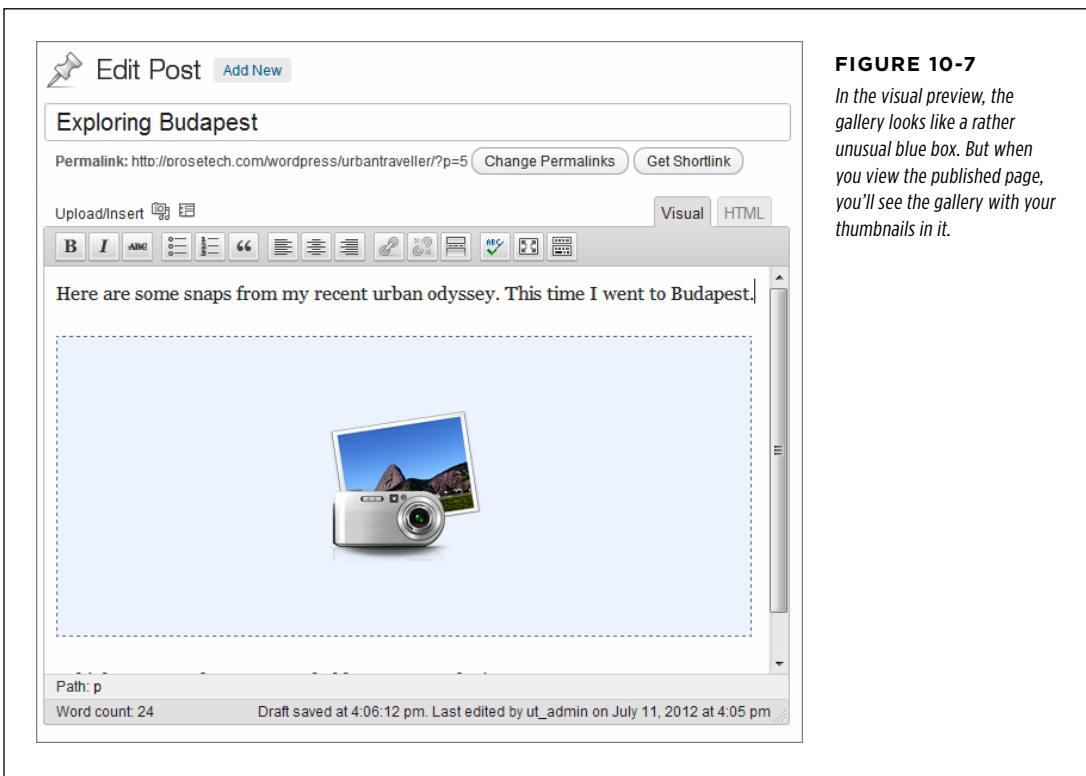 Edit Post Add New
Exploring Budapest
Permalink: http://prosetech.com/wordpress/urbantraveller/?p=5 Change Permalinks Get Shortlink
Upload/Insert Visual HTML
B I ABC ABC
Here are some snaps from my recent urban odyssey. This time I went to Budapest.
Path: p
Word count: 24 Draft saved at 4:06:12 pm. Last edited by ut_admin on July 11, 2012 at 4:05 pm
FIGURE 10-7
In the visual preview, the
gallery looks like a rather
unusual blue box. But when
you view the published page,
you'll see the gallery with your
thumbnails in it.